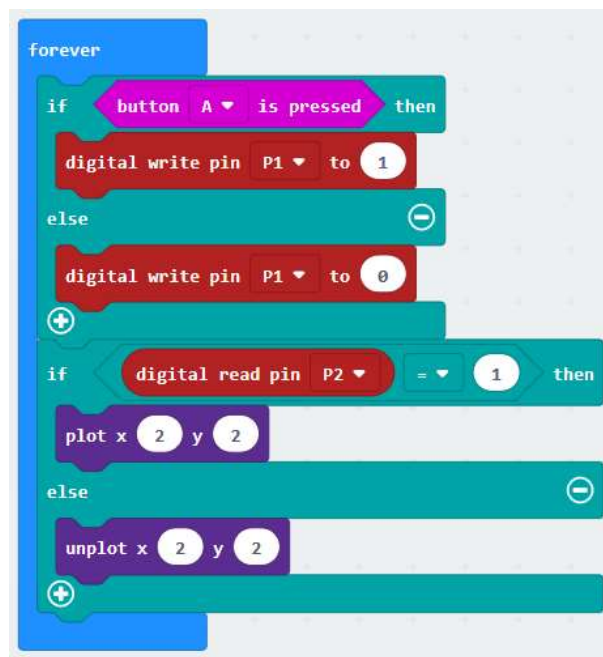 forever
if button A is pressed then
digital write pin P1 to 1
else
digital write pin P1 to 0
if digital read pin P2 = 1 then
plot x 2 y 2
else
unplot x 2 y 2